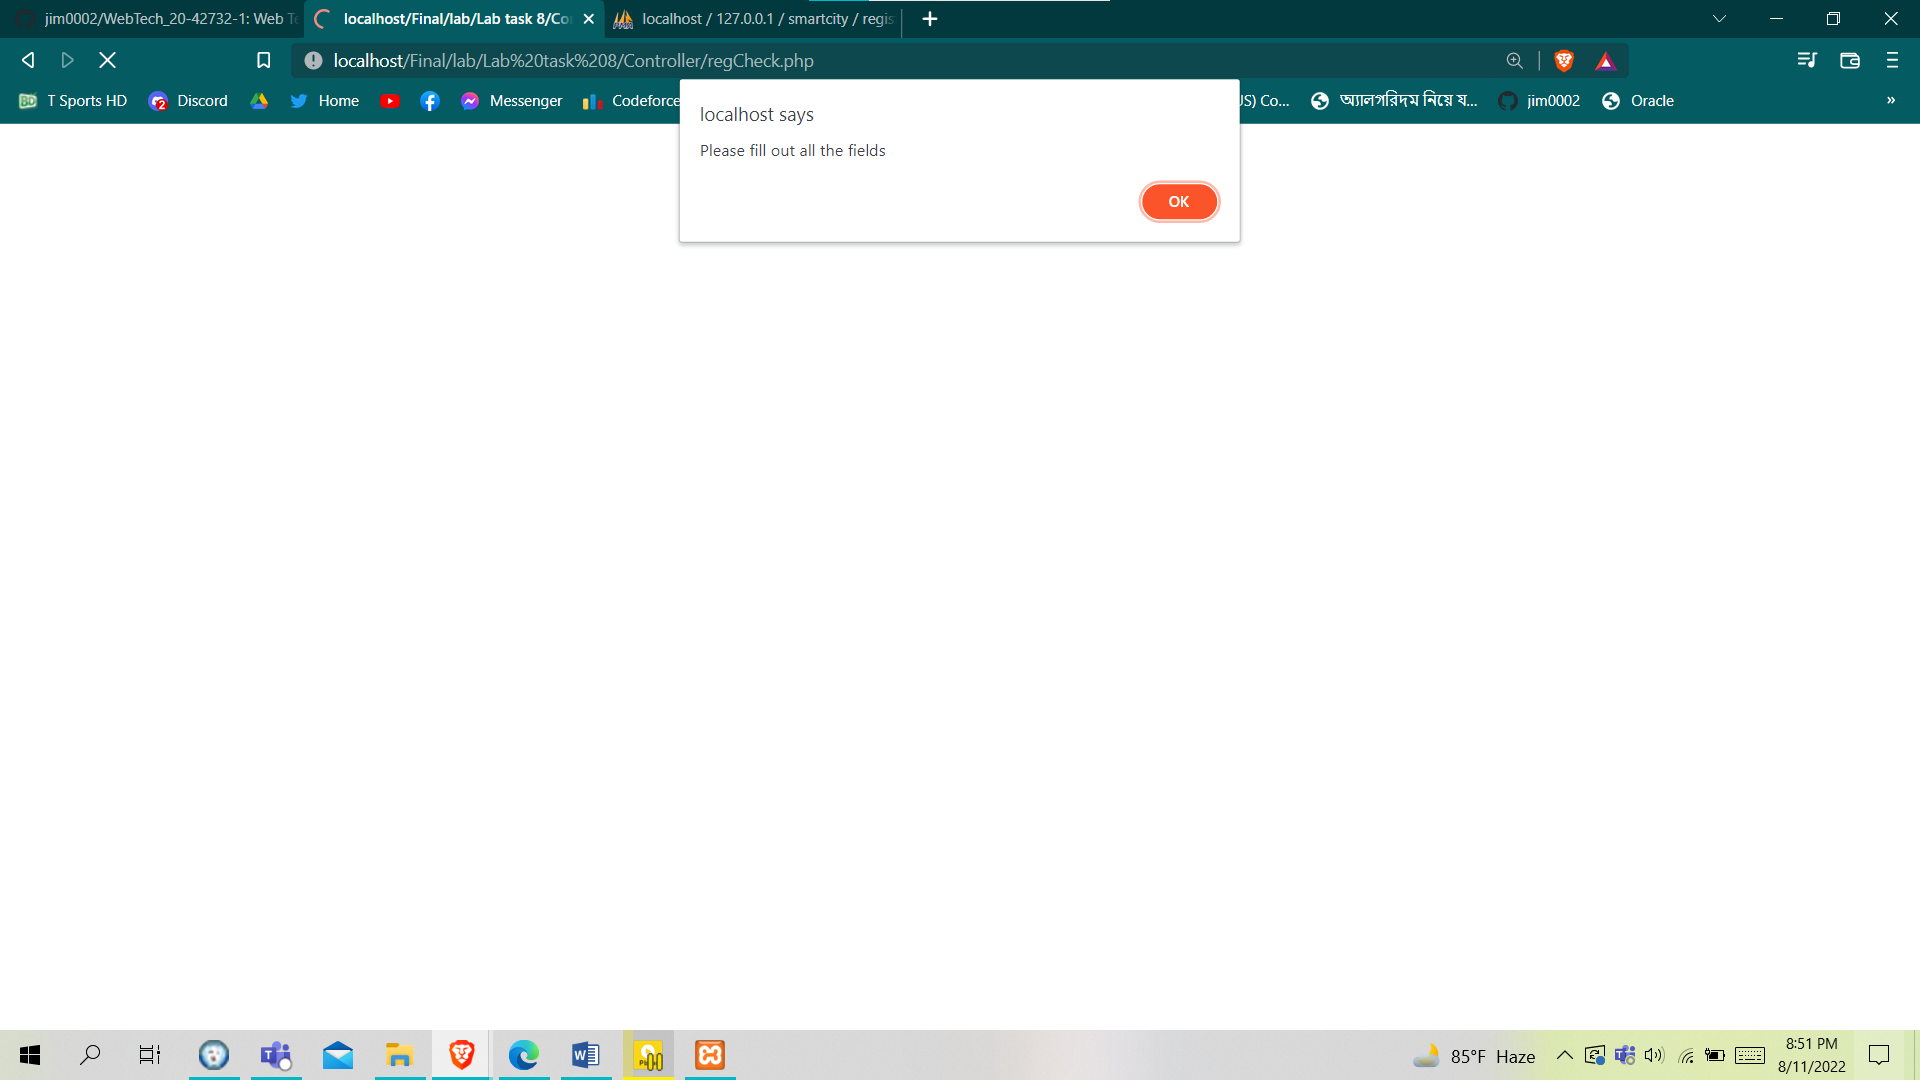 jim0002/WebTech_20-42732-1: Web Te
localhost/Final/lab/Lab task 8/Co
localhost / 127.0.0.1 / smartcity / regis
localhost/Final/lab/Lab%20task%208/Controller/regCheck.php
T Sports HD
Discord
Home
Messenger
Codeforce
US) Co...
অ্যালগরিদম নিয়ে য...
jim0002
Oracle
localhost says
Please fill out all the fields
OK
85°F Haze
8:51 PM
8/11/2022